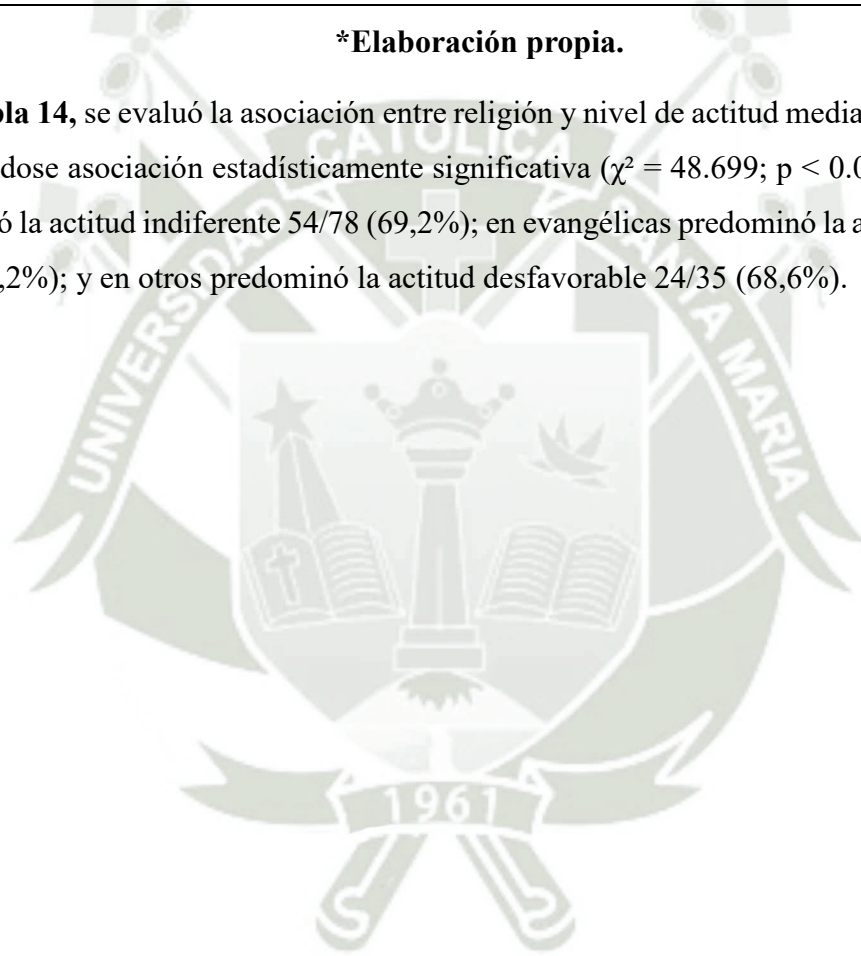 *Elaboración propia.
bla 14, se evaluó la asociación entre religión y nivel de actitud media
dose asociación estadísticamente significativa (χ² = 48.699; p < 0.0
ó la actitud indiferente 54/78 (69,2%); en evangélicas predominó la a
,2%); y en otros predominó la actitud desfavorable 24/35 (68,6%).
UNIVERSIDAD CATOLICA SANTA MARIA
1961